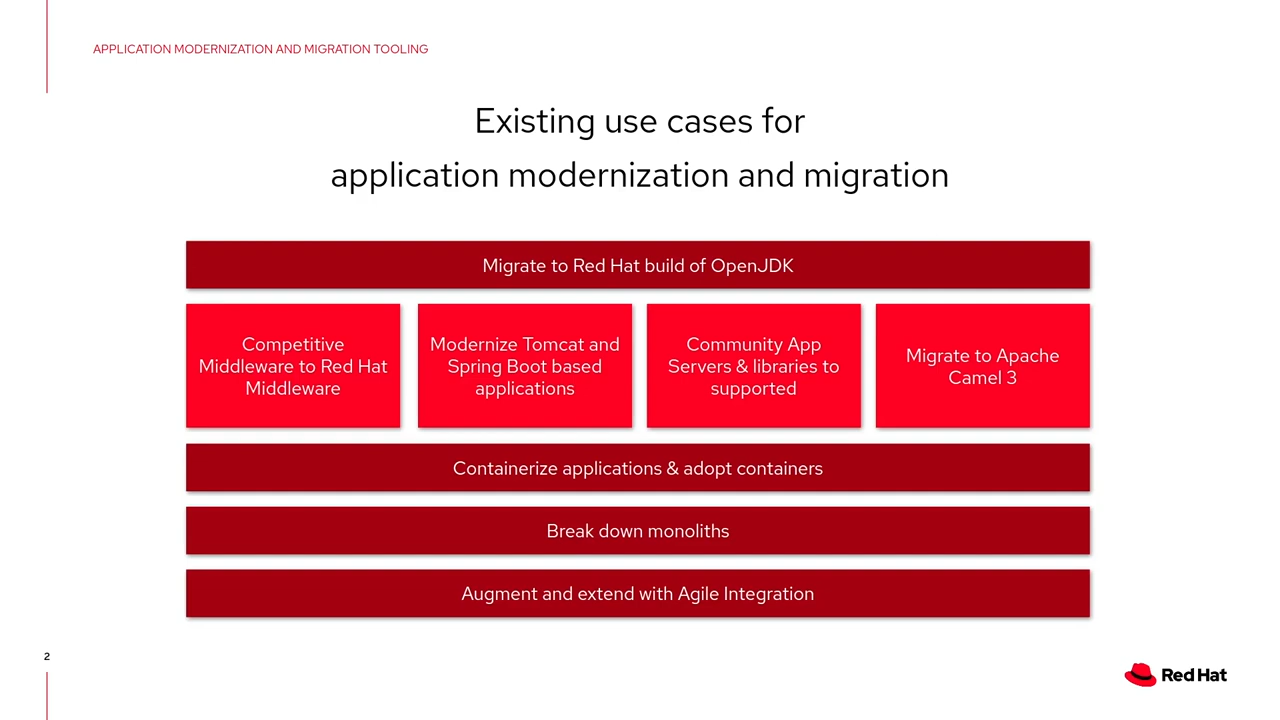 APPLICATION MODERNIZATION AND MIGRATION TOOLING
Existing use cases for
application modernization and migration
Migrate to Red Hat build of OpenJDK
Competitive
Middleware to Red Hat
Middleware
Modernize Tomcat and
Spring Boot based
applications
Community App
Servers & libraries to
supported
Migrate to Apache
Camel 3
Containerize applications & adopt containers
Break down monoliths
Augment and extend with Agile Integration
2
Red Hat